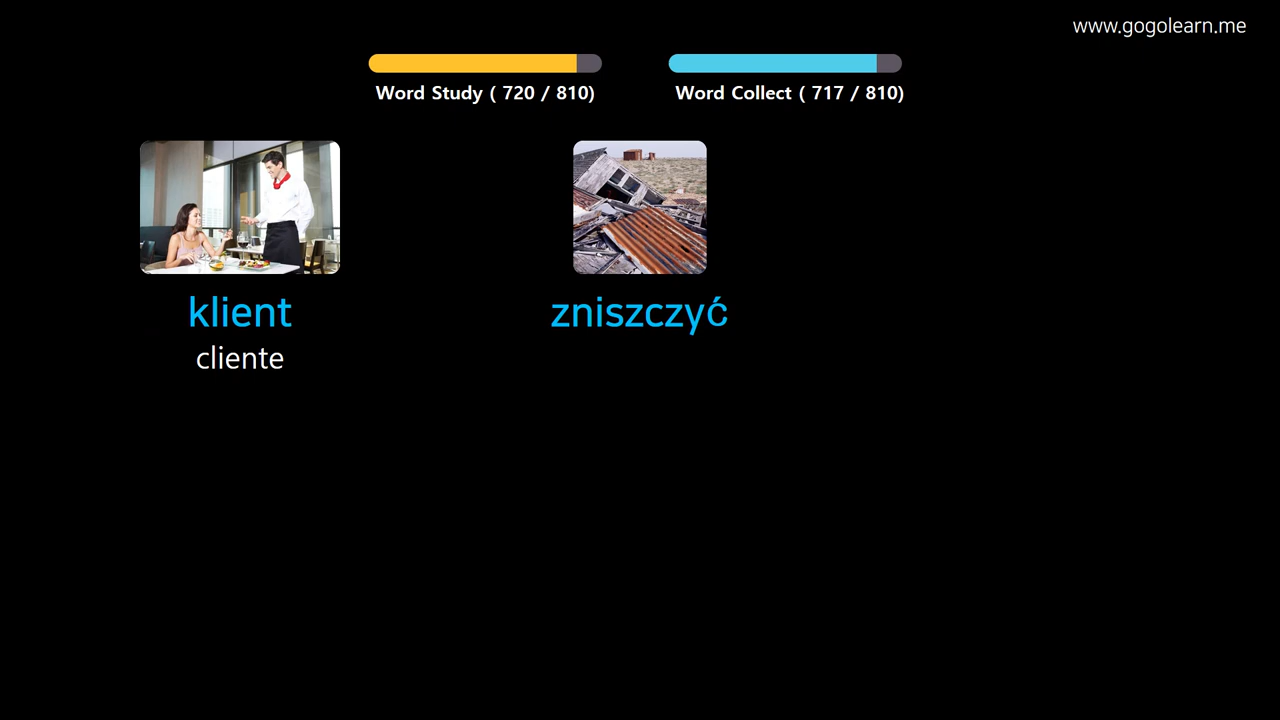 www.gogolearn.me
Word Study ( 720 / 810)
Word Collect ( 717 / 810)
klient
zniszczyć
cliente